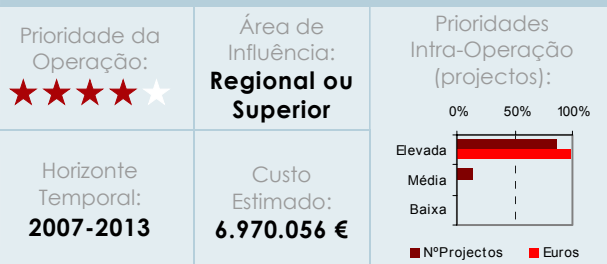 Prioridade da
Operação:
Área de
Influência:
Regional ou
Superior
Prioridades
Intra-Operação
(projectos):
0% 50% 100%
Elevada
Média
Baixa
NºProjectos Euros
Horizonte
Temporal:
2007-2013
Custo
Estimado:
6.970.056 €